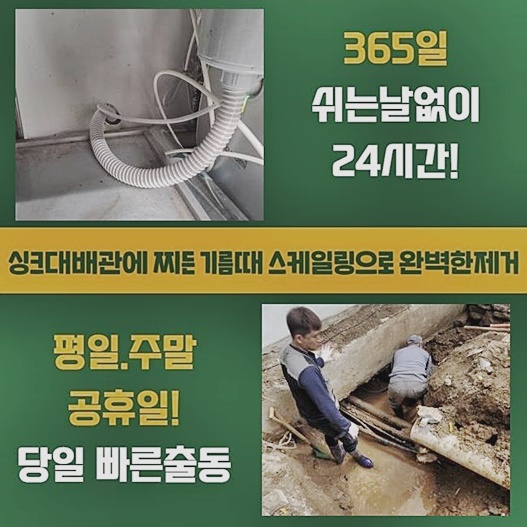 365일
쉬는날없이
24시간!
싱크대배관에 찌든 기름때 스케일링으로 완벽한제거
평일.주말
공휴일!
당일 빠른출동